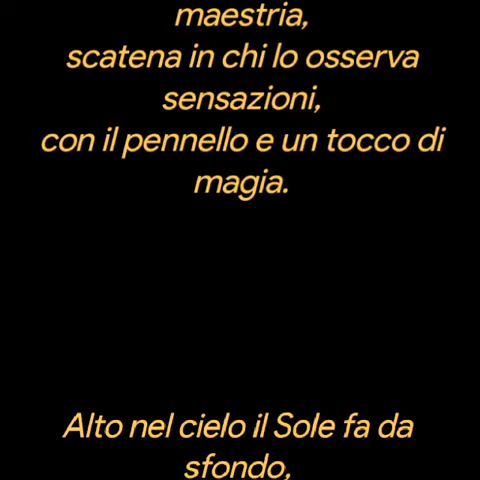 maestria,
scatena in chi lo osserva
sensazioni,
con il pennello e un tocco di
magia.
Alto nel cielo il Sole fa da
sfondo,